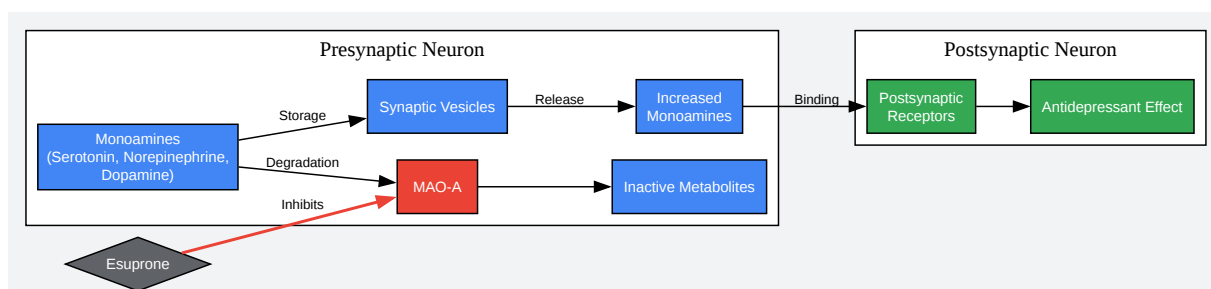 Presynaptic Neuron
Postsynaptic Neuron
Monoamines
(Serotonin, Norepinephrine,
Dopamine)
Storage
Synaptic Vesicles
Release
Increased
Monoamines
Binding
Postsynaptic
Receptors
Antidepressant Effect
Degradation
MAO-A
Inactive Metabolites
Inhibits
Esuprone